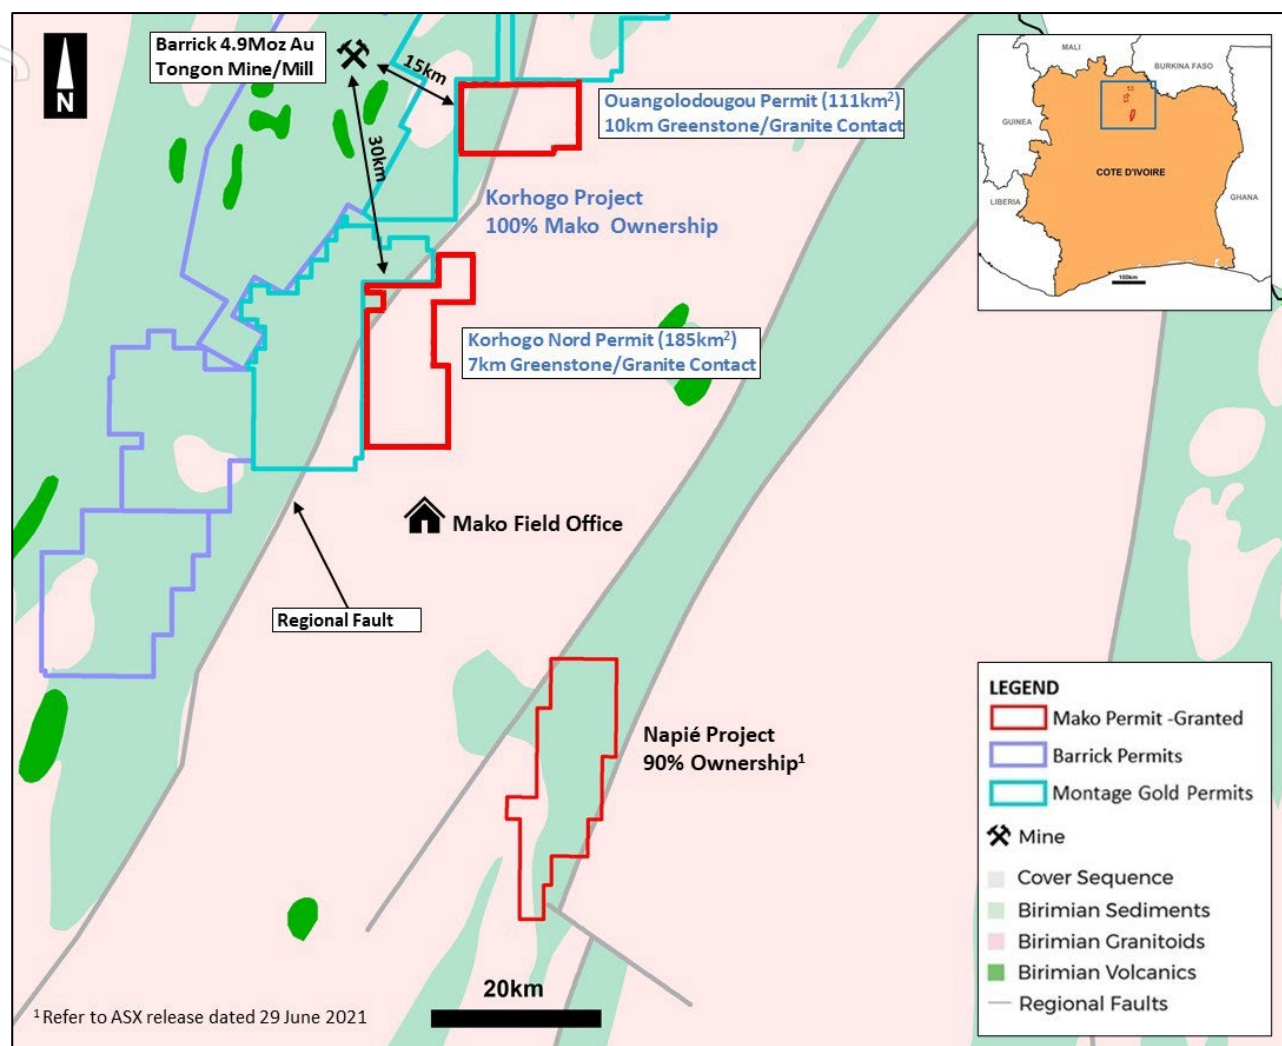 N
Barrick 4.9Moz Au
Tongon Mine/Mill
15km
30km
Ouangolodougou Permit (111km²)
10km Greenstone/Granite Contact
Korhogo Project
100% Mako Ownership
Korhogo Nord Permit (185km²)
7km Greenstone/Granite Contact
Mako Field Office
Regional Fault
Napié Project
90% Ownership¹
20km
¹ Refer to ASX release dated 29 June 2021
MALI
BURKINA FASO
GUINEA
COTE D'IVOIRE
LIBERIA
GHANA
100km
LEGEND
Mako Permit -Granted
Barrick Permits
Montage Gold Permits
Mine
Cover Sequence
Birimian Sediments
Birimian Granitoids
Birimian Volcanics
Regional Faults